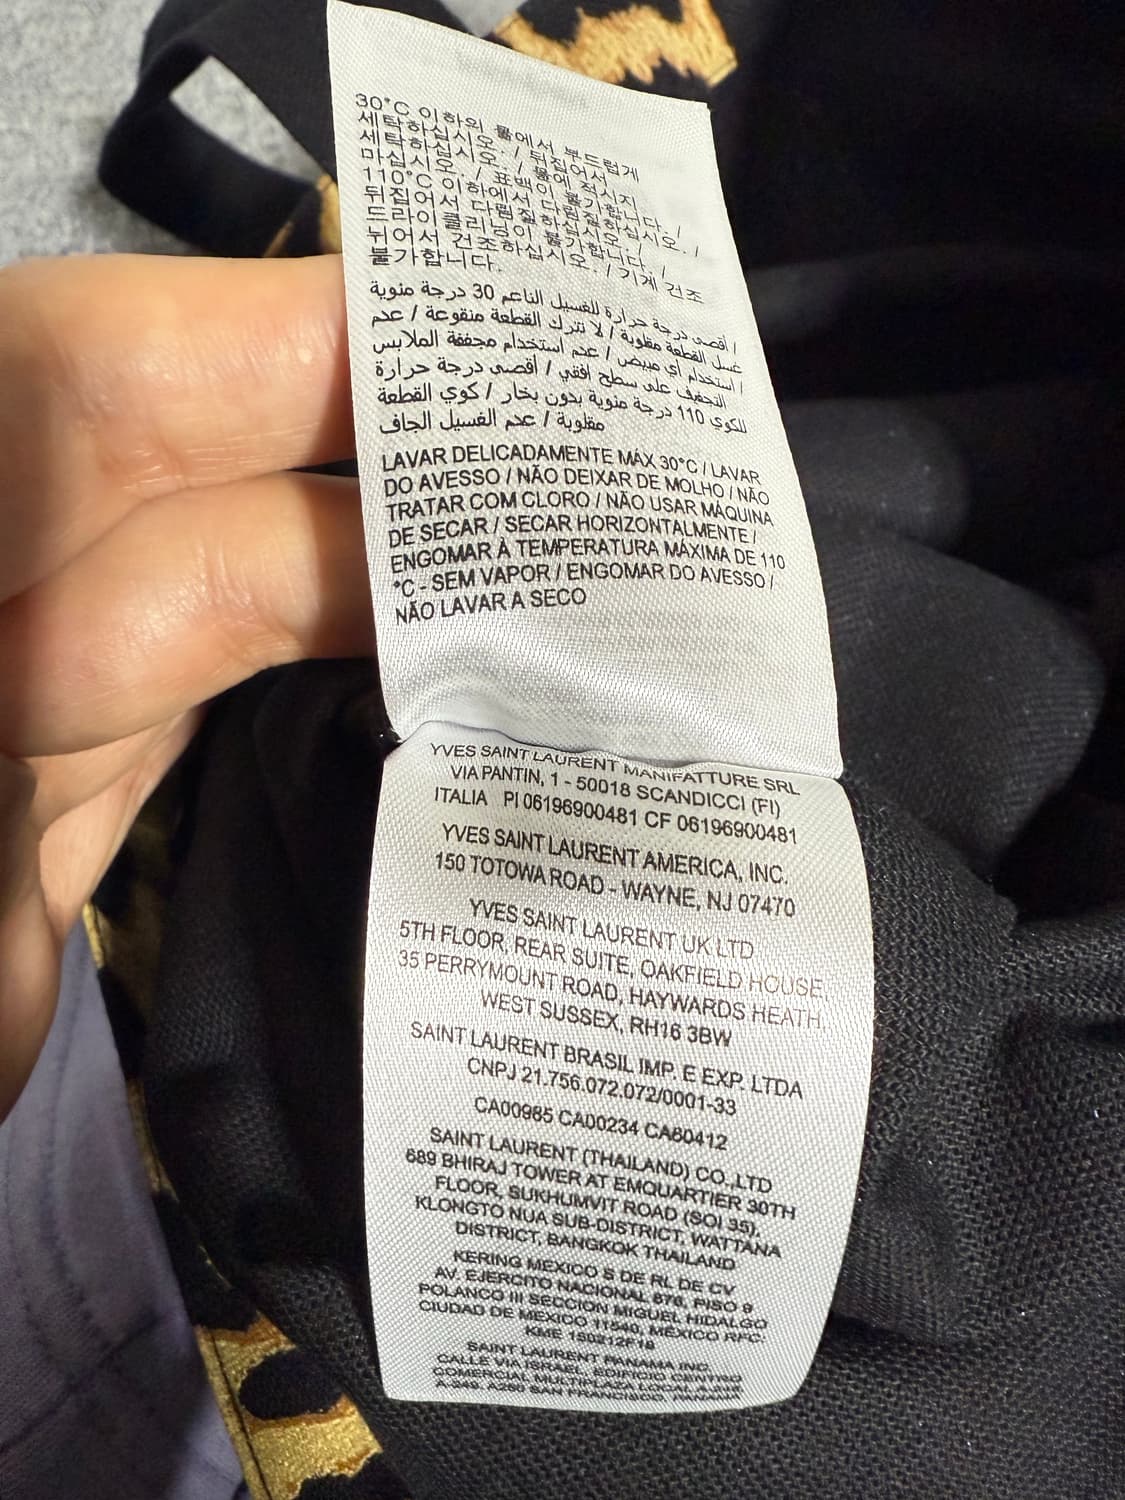 30°C 이하의 물에서 부드럽게
세탁하십시오. / 뒤집어서
세탁하십시오. / 물에 적시지
마십시오. / 표백이 불가합니다. /
110°C 이하에서 다림질하십시오. /
뒤집어서 다림질하십시오. /
드라이 클리닝이 불가합니다. /
뉘어서 건조하십시오. / 기계 건조
불가합니다.
أقصى درجة حرارة للغسيل الناعم 30 درجة مئوية /
غسل القطعة مقلوبة / لا تترك القطعة منقوعة / عدم
استخدام أي مبيض / عدم استخدام مجففة الملابس /
التجفيف على سطح افقي / أقصى درجة حرارة
للكوي 110 درجة مئوية بدون بخار / كوي القطعة
مقلوبة / عدم الغسيل الجاف
LAVAR DELICADAMENTE MÁX 30°C / LAVAR
DO AVESSO / NÃO DEIXAR DE MOLHO / NÃO
TRATAR COM CLORO / NÃO USAR MÁQUINA
DE SECAR / SECAR HORIZONTALMENTE /
ENGOMAR À TEMPERATURA MÁXIMA DE 110
°C - SEM VAPOR / ENGOMAR DO AVESSO /
NÃO LAVAR A SECO
YVES SAINT LAURENT MANIFATTURE SRL
VIA PANTIN, 1 - 50018 SCANDICCI (FI)
ITALIA PI 06196900481 CF 06196900481
YVES SAINT LAURENT AMERICA, INC.
150 TOTOWA ROAD - WAYNE, NJ 07470
YVES SAINT LAURENT UK LTD
5TH FLOOR, REAR SUITE, OAKFIELD HOUSE,
35 PERRYMOUNT ROAD, HAYWARDS HEATH,
WEST SUSSEX, RH16 3BW
SAINT LAURENT BRASIL IMP. E EXP. LTDA
CNPJ 21.756.072.072/0001-33
CA00985 CA00234 CA60412
SAINT LAURENT (THAILAND) CO.,LTD
689 BHIRAJ TOWER AT EMQUARTIER 30TH
FLOOR, SUKHUMVIT ROAD (SOI 35),
KLONGTO NUA SUB-DISTRICT, WATTANA
DISTRICT, BANGKOK THAILAND
KERING MEXICO S DE RL DE CV
AV. EJERCITO NACIONAL 676, PISO 9
POLANCO III SECCION MIGUEL HIDALGO
CIUDAD DE MEXICO 11540, MÉXICO RFC:
KME 150212F16
SAINT LAURENT PANAMA INC.
CALLE VIA ISRAEL, EDIFICIO CENTRO
COMERCIAL MULTIPLAZA LOCAL
A-249, A250 SAN FRANCISCO,